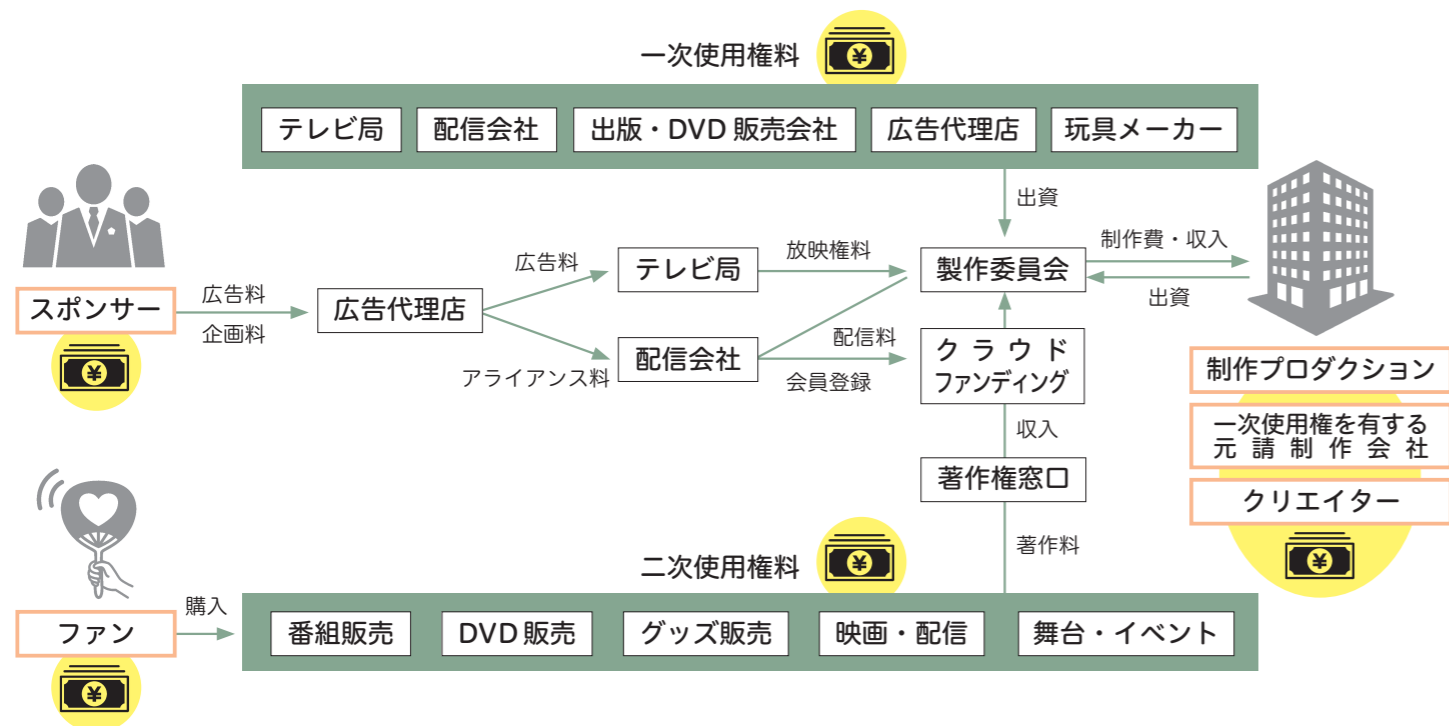 一次使用権料
¥
テレビ局
配信会社
出版・DVD 販売会社
広告代理店
玩具メーカー
出資
スポンサー
¥
広告料
企画料
広告代理店
広告料
アライアンス料
テレビ局
配信会社
放映権料
配信料
会員登録
製作委員会
クラウド
ファンディング
収入
著作権窓口
著作料
制作費・収入
出資
制作プロダクション
一次使用権を有する
元請制作会社
クリエイター
¥
ファン
¥
購入
二次使用権料
¥
番組販売
DVD 販売
グッズ販売
映画・配信
舞台・イベント